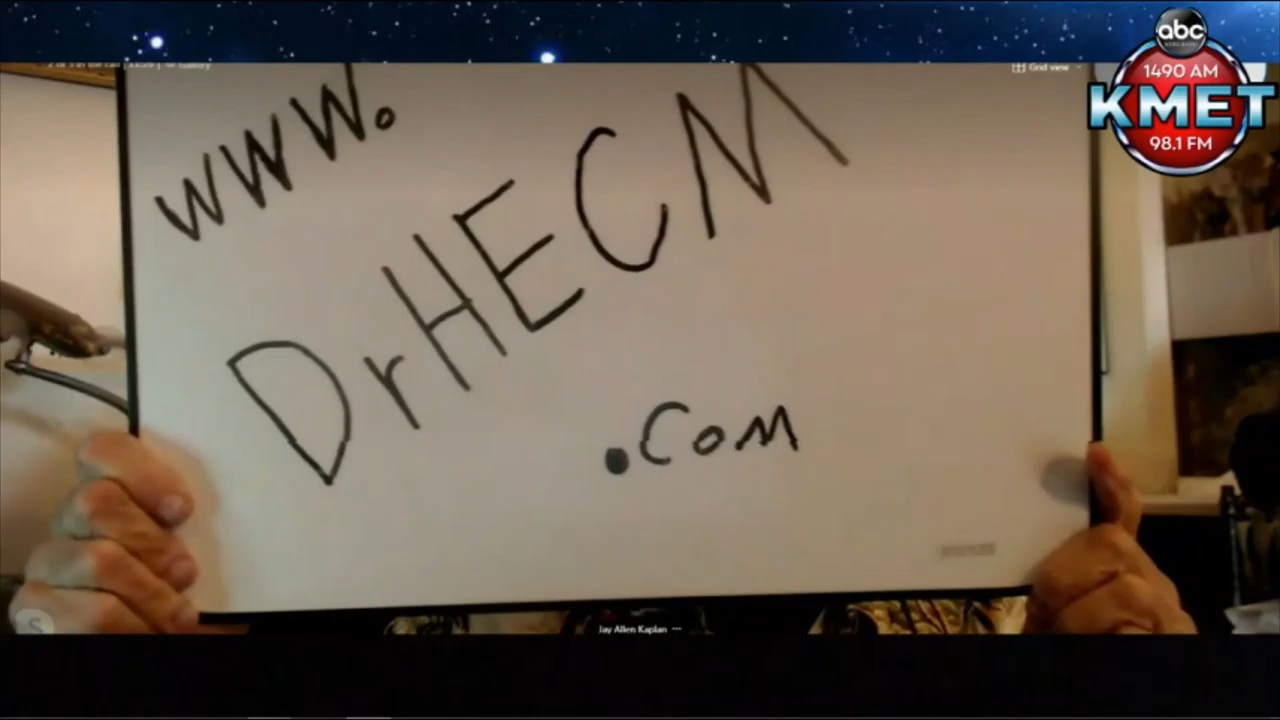 abc
1490 AM
KMET
98.1 FM
Grid view
www.
DrHECM
.Com
Jay Allen Kaplan
S